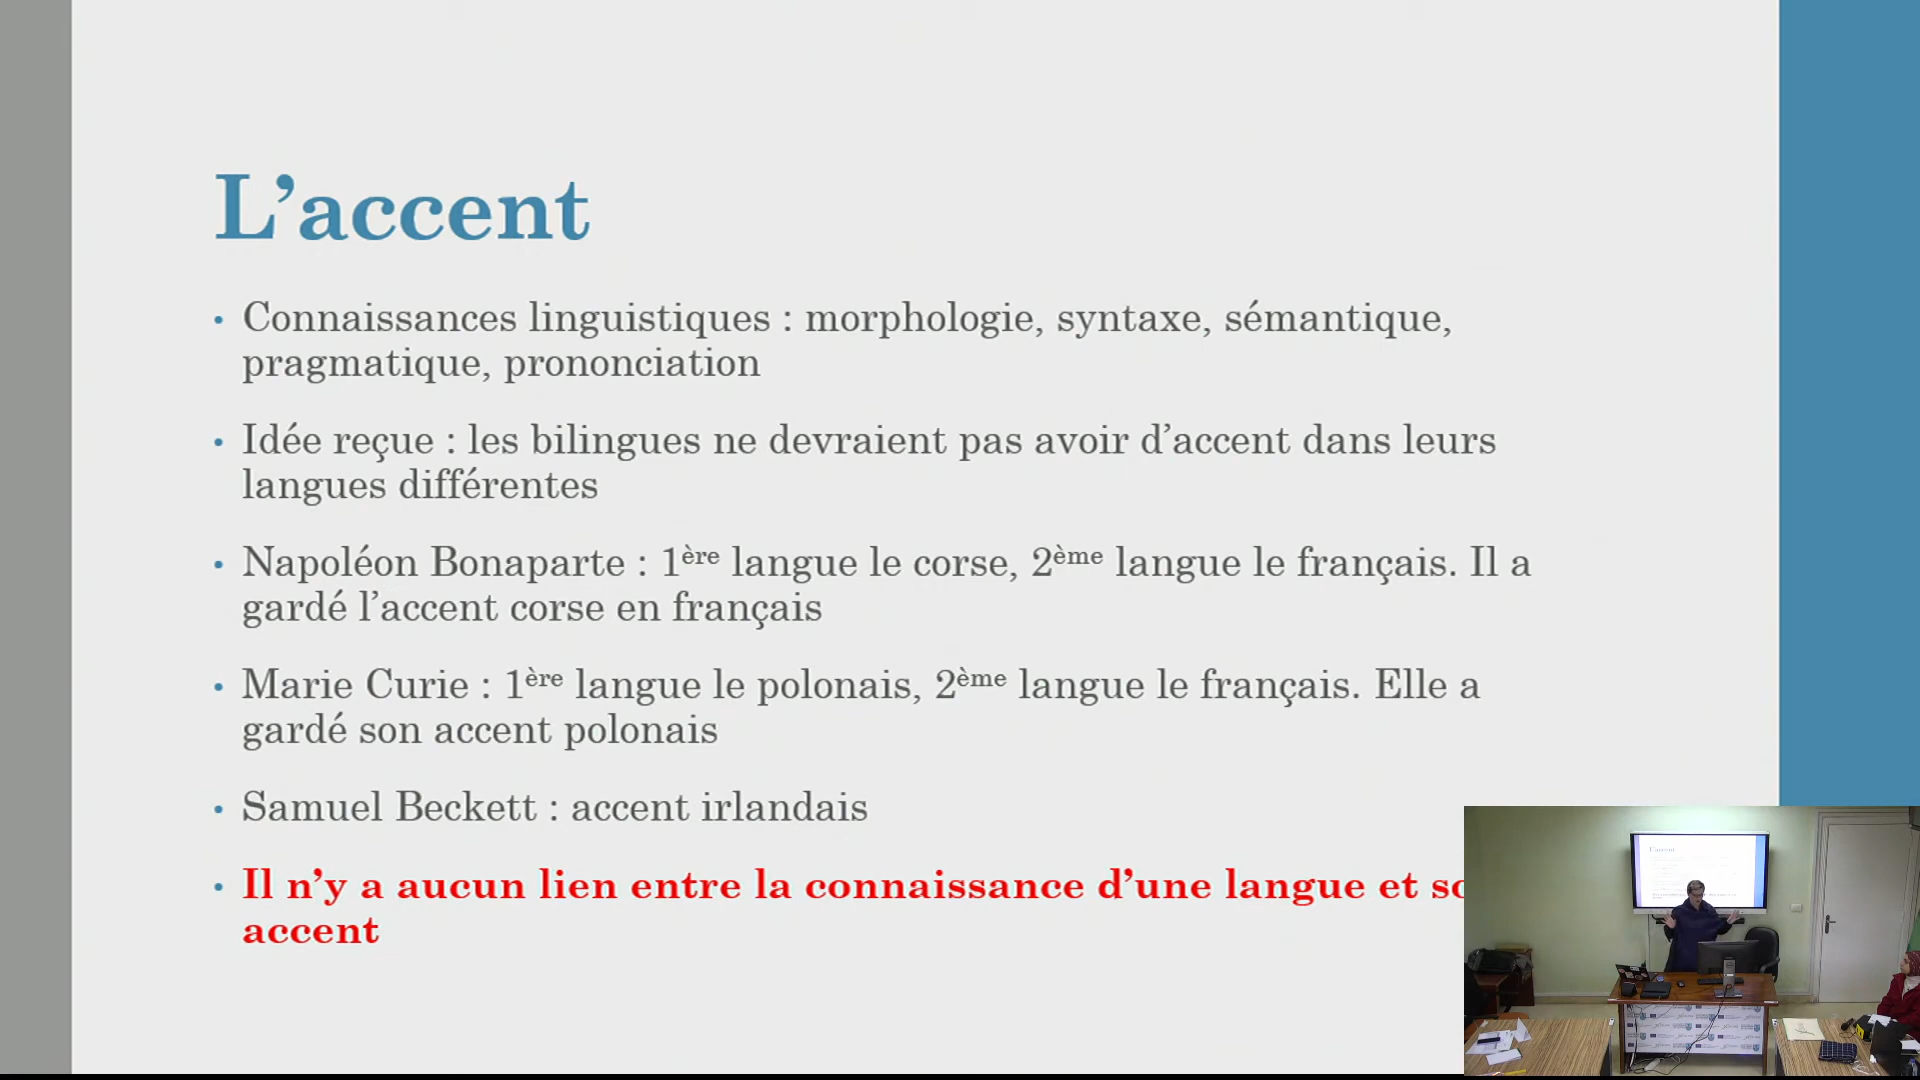 L’accent
• Connaissances linguistiques : morphologie, syntaxe, sémantique,
pragmatique, prononciation
• Idée reçue : les bilingues ne devraient pas avoir d’accent dans leurs
langues différentes
• Napoléon Bonaparte : 1ère langue le corse, 2ème langue le français. Il a
gardé l’accent corse en français
• Marie Curie : 1ère langue le polonais, 2ème langue le français. Elle a
gardé son accent polonais
• Samuel Beckett : accent irlandais
• Il n’y a aucun lien entre la connaissance d’une langue et
accent